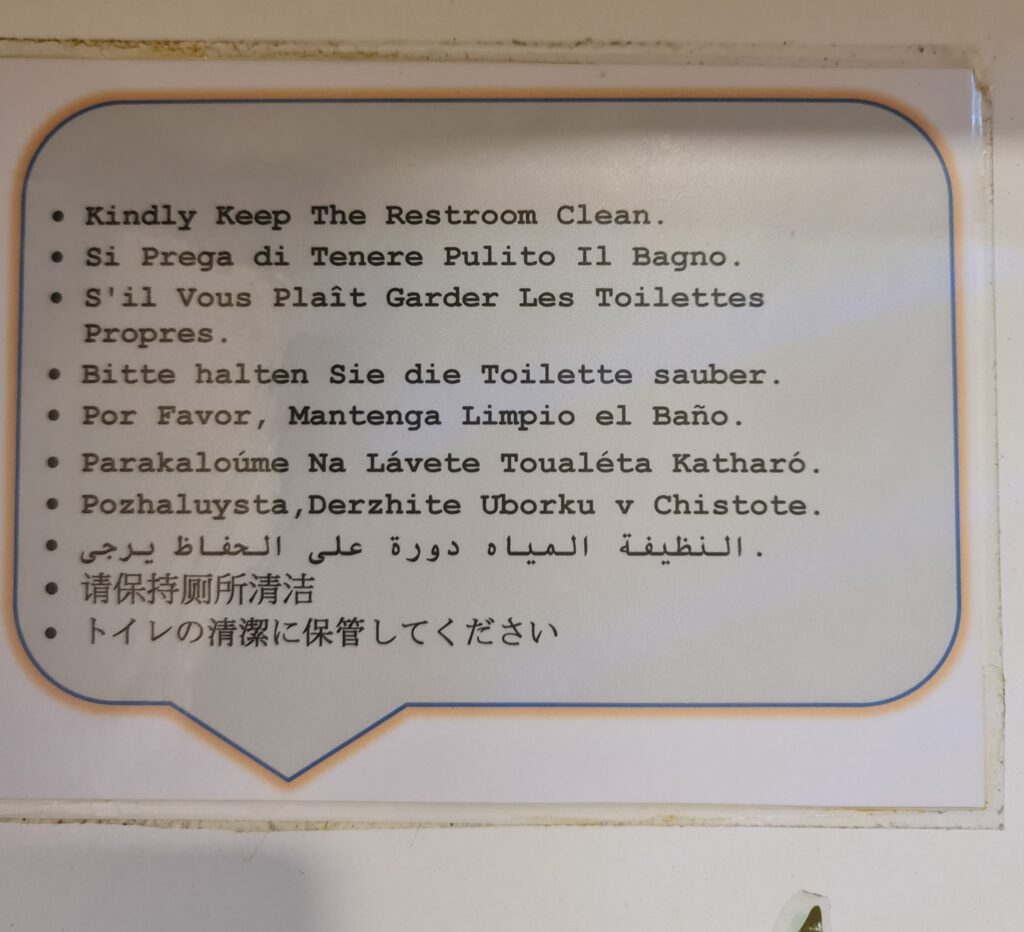 • Kindly Keep The Restroom Clean.
• Si Prega di Tenere Pulito Il Bagno.
• S'il Vous Plaît Garder Les Toilettes
Propres.
• Bitte halten Sie die Toilette sauber.
• Por Favor, Mantenga Limpio el Baño.
• Parakaloúme Na Lávete Toualéta Katharó.
• Pozhaluysta,Derzhite Uborku v Chistote.
• يرجى الحفاظ على دورة المياه النظيفة.
• 请保持厕所清洁
• トイレの清潔に保管してください